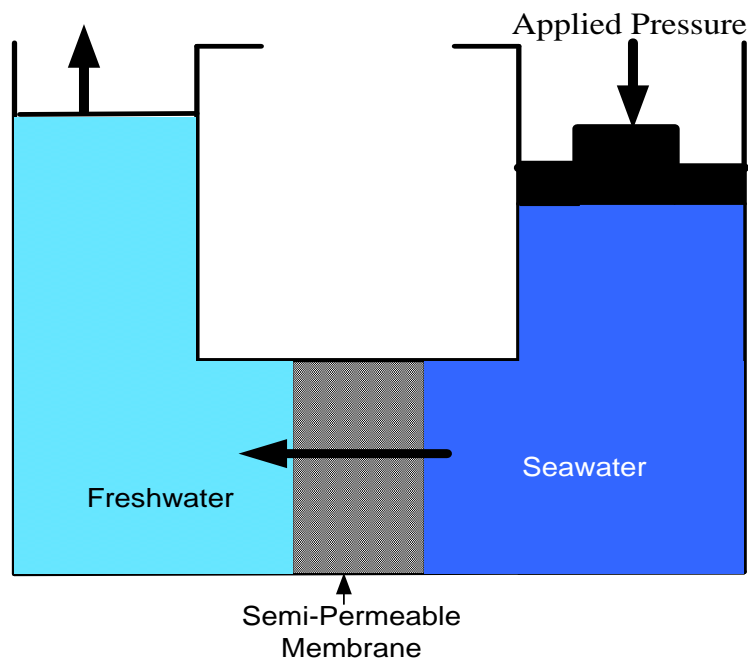 Applied Pressure
Seawater
Freshwater
Semi-Permeable
Membrane